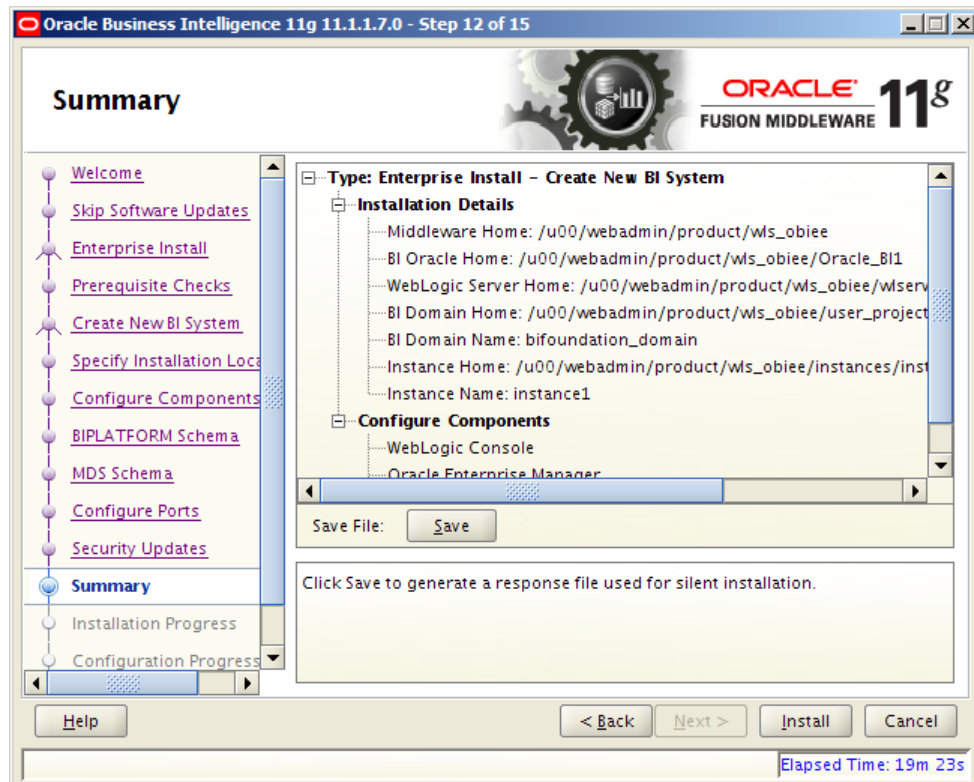 Oracle Business Intelligence 11g 11.1.1.7.0 - Step 12 of 15
Summary
ORACLE
FUSION MIDDLEWARE
11g
Welcome
Skip Software Updates
Enterprise Install
Prerequisite Checks
Create New BI System
Specify Installation Loca
Configure Components
BIPLATFORM Schema
MDS Schema
Configure Ports
Security Updates
Summary
Installation Progress
Configuration Progress
Type: Enterprise Install - Create New BI System
Installation Details
Middleware Home: /u00/webadmin/product/wls_obiee
BI Oracle Home: /u00/webadmin/product/wls_obiee/Oracle_BI1
WebLogic Server Home: /u00/webadmin/product/wls_obiee/wlserv
BI Domain Home: /u00/webadmin/product/wls_obiee/user_project
BI Domain Name: bifoundation_domain
Instance Home: /u00/webadmin/product/wls_obiee/instances/inst
Instance Name: instance1
Configure Components
WebLogic Console
Oracle Enterprise Manager
Save File: Save
Click Save to generate a response file used for silent installation.
Help < Back Next > Install Cancel
Elapsed Time: 19m 23s